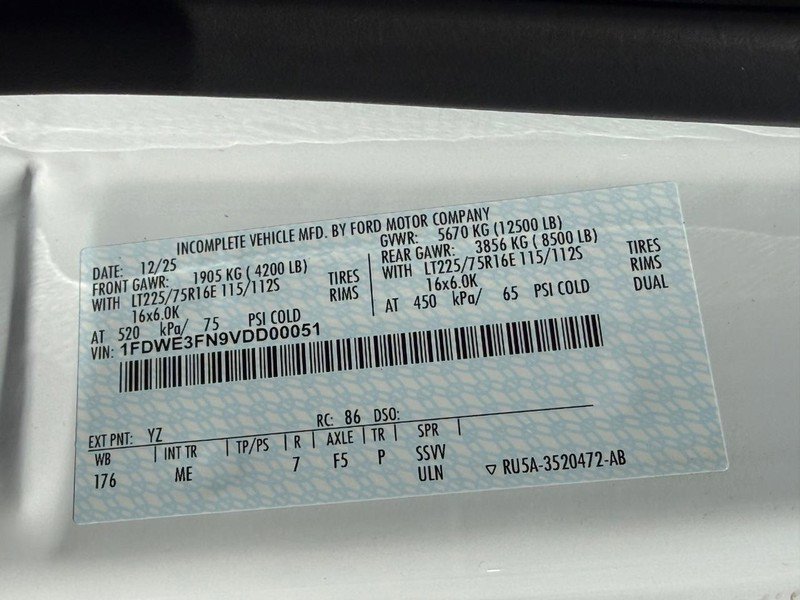 INCOMPLETE VEHICLE MFD. BY FORD MOTOR COMPANY
DATE: 12/25
FRONT GAWR: 1905 KG ( 4200 LB)
WITH LT225/75R16E 115/112S TIRES
16x6.0K RIMS
AT 520 kPa/ 75 PSI COLD
GVWR: 5670 KG (12500 LB)
REAR GAWR: 3856 KG ( 8500 LB)
WITH LT225/75R16E 115/112S TIRES
16x6.0K RIMS
AT 450 kPa/ 65 PSI COLD DUAL
VIN: 1FDWE3FN9VDD00051
EXT PNT: YZ RC: 86 DSO:
WB | INT TR | TP/PS | R | AXLE | TR | SPR |
176 ME 7 F5 P SSVV
ULN ▽ RU5A-3520472-AB